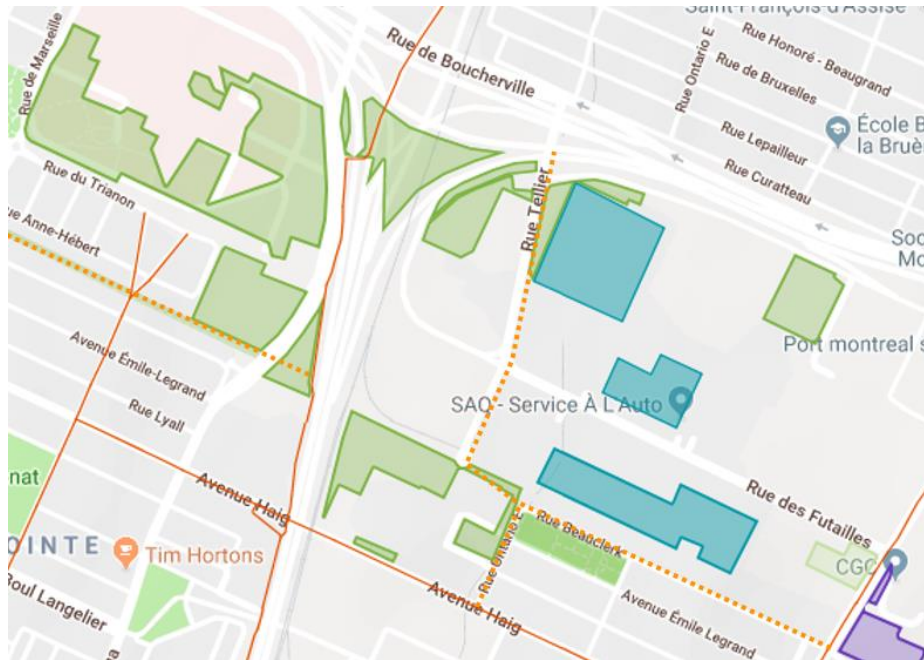 Saint-François-d'Assise
Rue de Marseille
Rue de Boucherville
Rue Honoré - Beaugrand
Rue Ontario E
Rue de Bruxelles
École B
la Bruè
Rue Lepailleur
Rue Curatteau
Rue du Trianon
Rue Tellier
Rue Anne-Hébert
Soc
Mo
Avenue Émile-Legrand
Port montreal s
Rue Lyall
SAQ - Service À L'Auto
nat
Avenue Haig
Rue des Futailles
Rue Beauclerk
Rue Ontario E
OINTE
Tim Hortons
CGC
Boul Langelier
Avenue Haig
Avenue Émile Legrand